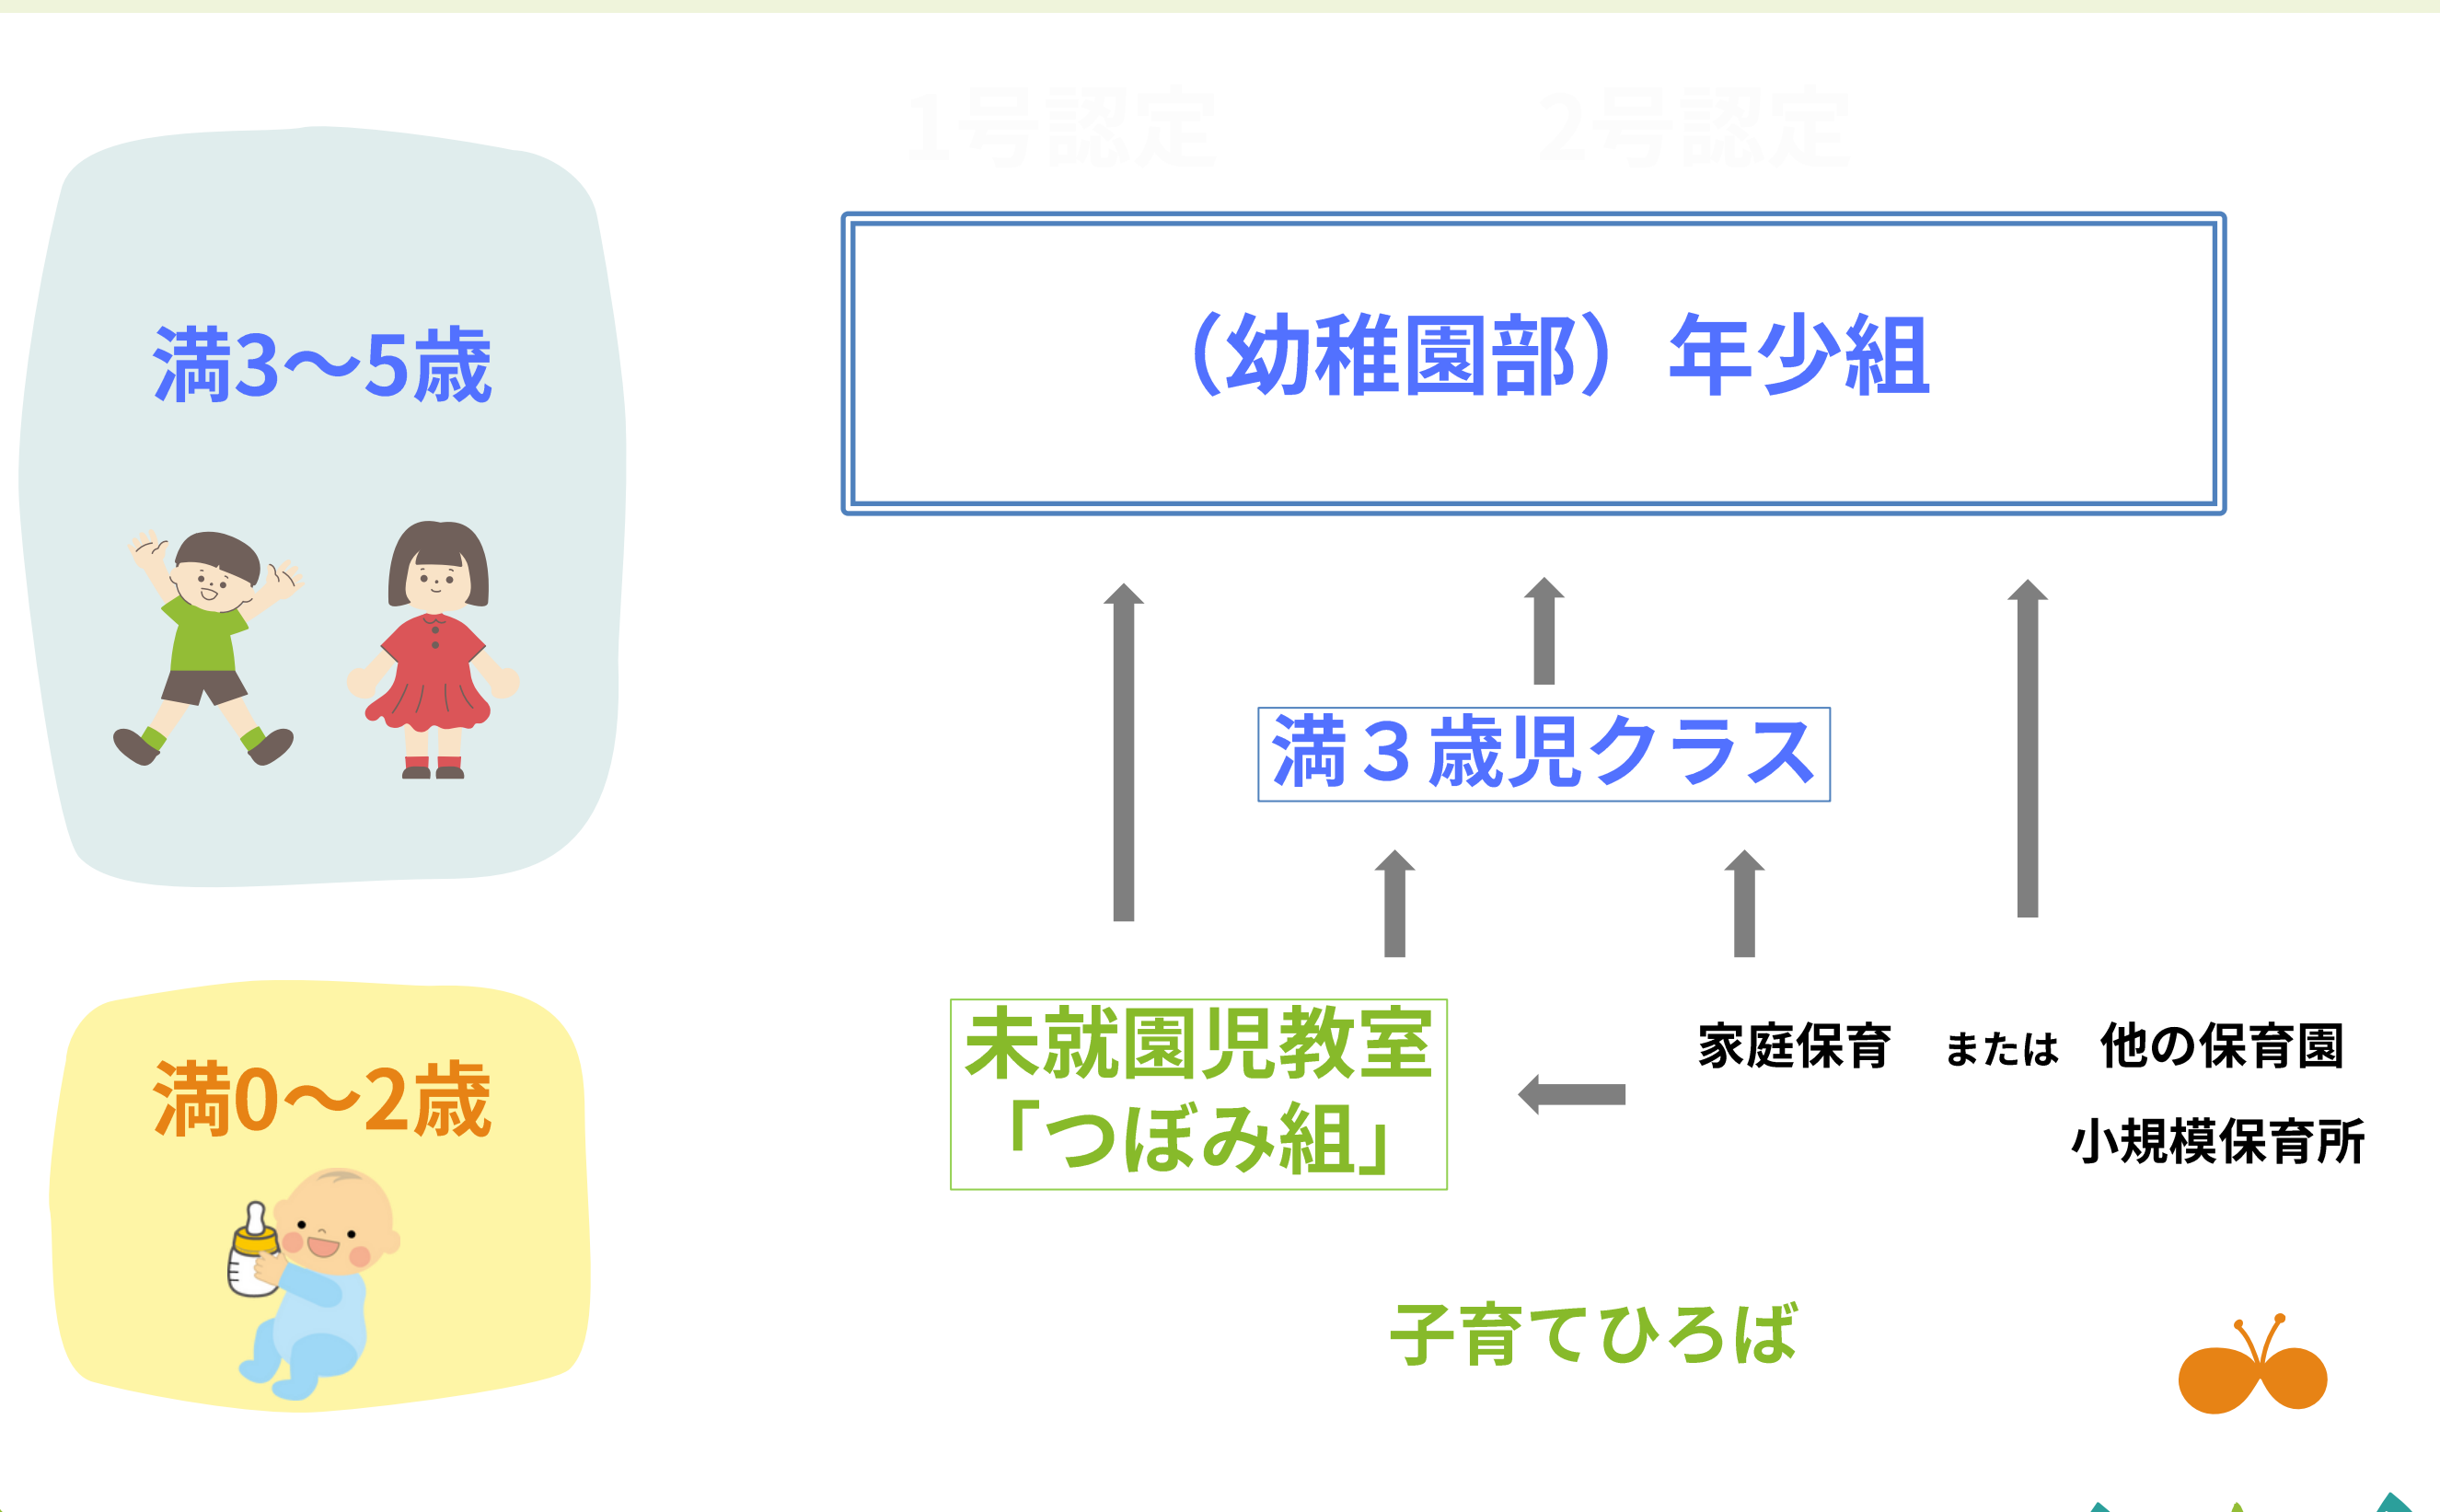 1号認定 2号認定
満3〜5歳
（幼稚園部）年少組
満３歳児クラス
満0〜2歳
未就園児教室
「つぼみ組」
家庭保育 または 他の保育園
小規模保育所
子育てひろば